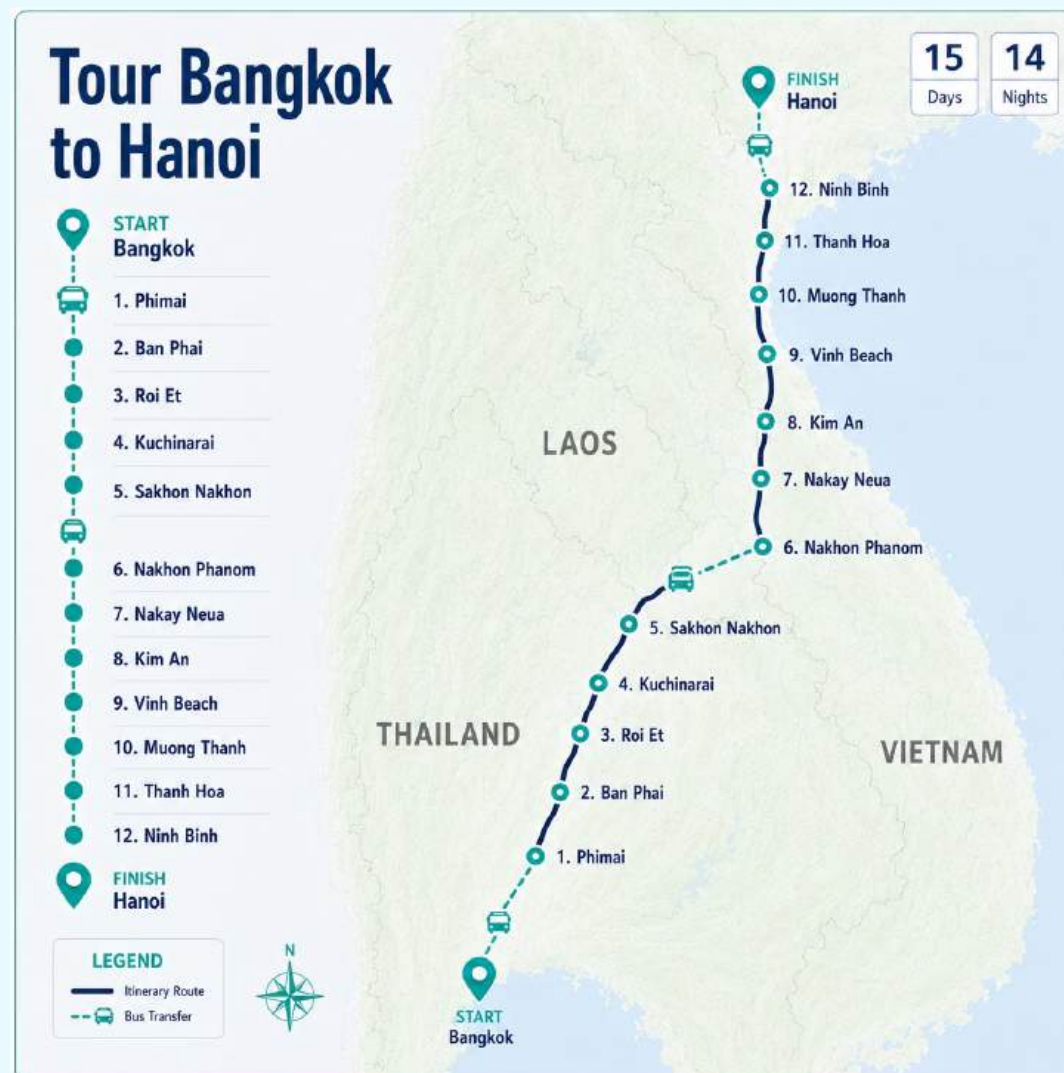 Tour Bangkok
to Hanoi
START
Bangkok
1. Phimai
2. Ban Phai
3. Roi Et
4. Kuchinarai
5. Sakhon Nakhon
6. Nakhon Phanom
7. Nakay Neua
8. Kim An
9. Vinh Beach
10. Muong Thanh
11. Thanh Hoa
12. Ninh Binh
FINISH
Hanoi
LEGEND
Itinerary Route
Bus Transfer
N
15
Days
14
Nights
FINISH
Hanoi
12. Ninh Binh
11. Thanh Hoa
10. Muong Thanh
9. Vinh Beach
8. Kim An
7. Nakay Neua
6. Nakhon Phanom
5. Sakhon Nakhon
4. Kuchinarai
3. Roi Et
2. Ban Phai
1. Phimai
START
Bangkok
LAOS
THAILAND
VIETNAM